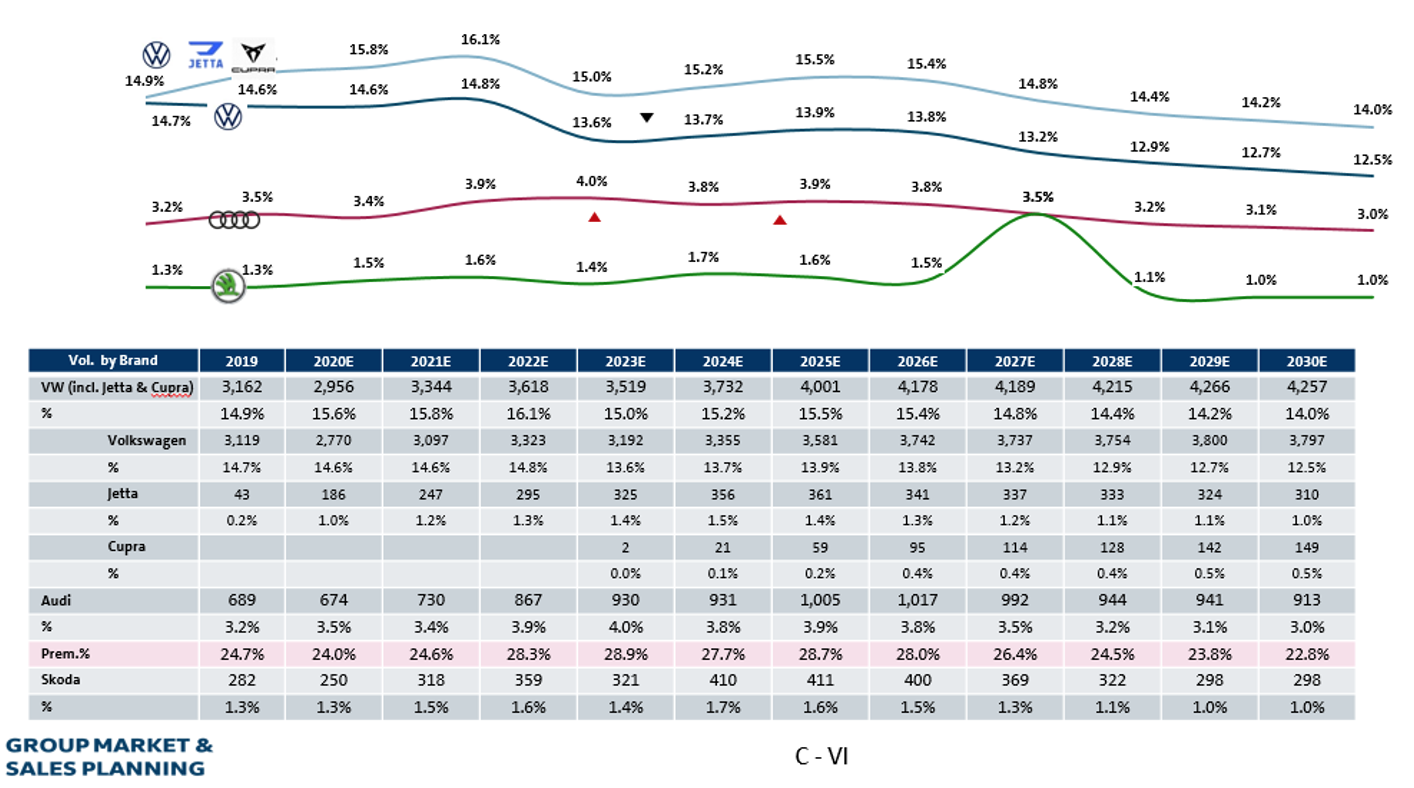 JETTA
CUPRA
14.9% 15.8% 16.1% 15.0% 15.2% 15.5% 15.4% 14.8% 14.4% 14.2% 14.0%
14.7% 14.6% 14.6% 14.8% 13.6% 13.7% 13.9% 13.8% 13.2% 12.9% 12.7% 12.5%
3.2% 3.5% 3.4% 3.9% 4.0% 3.8% 3.9% 3.8% 3.5% 3.2% 3.1% 3.0%
1.3% 1.3% 1.5% 1.6% 1.4% 1.7% 1.6% 1.5% 1.1% 1.0% 1.0%
Vol. by Brand 2019 2020E 2021E 2022E 2023E 2024E 2025E 2026E 2027E 2028E 2029E 2030E
VW (incl. Jetta & Cupra) 3,162 2,956 3,344 3,618 3,519 3,732 4,001 4,178 4,189 4,215 4,266 4,257
% 14.9% 15.6% 15.8% 16.1% 15.0% 15.2% 15.5% 15.4% 14.8% 14.4% 14.2% 14.0%
Volkswagen 3,119 2,770 3,097 3,323 3,192 3,355 3,581 3,742 3,737 3,754 3,800 3,797
% 14.7% 14.6% 14.6% 14.8% 13.6% 13.7% 13.9% 13.8% 13.2% 12.9% 12.7% 12.5%
Jetta 43 186 247 295 325 356 361 341 337 333 324 310
% 0.2% 1.0% 1.2% 1.3% 1.4% 1.5% 1.4% 1.3% 1.2% 1.1% 1.1% 1.0%
Cupra 2 21 59 95 114 128 142 149
% 0.0% 0.1% 0.2% 0.4% 0.4% 0.4% 0.5% 0.5%
Audi 689 674 730 867 930 931 1,005 1,017 992 944 941 913
% 3.2% 3.5% 3.4% 3.9% 4.0% 3.8% 3.9% 3.8% 3.5% 3.2% 3.1% 3.0%
Prem.% 24.7% 24.0% 24.6% 28.3% 28.9% 27.7% 28.7% 28.0% 26.4% 24.5% 23.8% 22.8%
Skoda 282 250 318 359 321 410 411 400 369 322 298 298
% 1.3% 1.3% 1.5% 1.6% 1.4% 1.7% 1.6% 1.5% 1.3% 1.1% 1.0% 1.0%
GROUP MARKET &
SALES PLANNING
C - VI